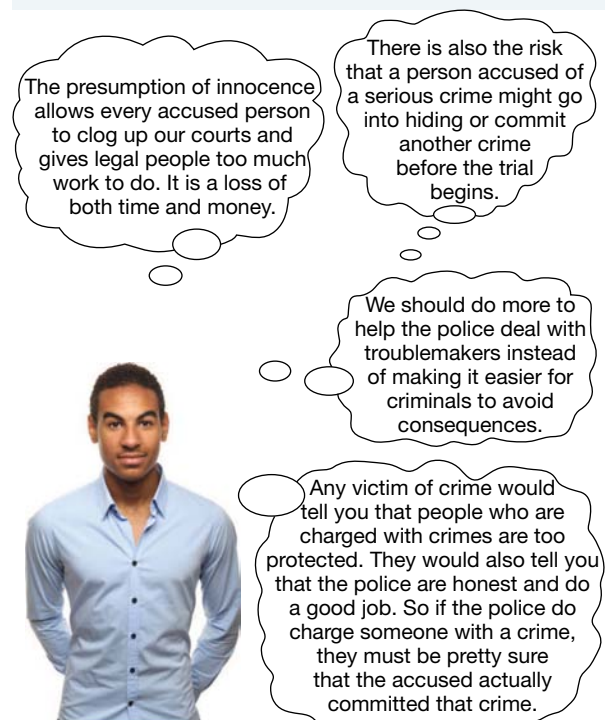 The presumption of innocence
allows every accused person
to clog up our courts and
gives legal people too much
work to do. It is a loss of
both time and money.
There is also the risk
that a person accused of
a serious crime might go
into hiding or commit
another crime
before the trial
begins.
We should do more to
help the police deal with
troublemakers instead
of making it easier for
criminals to avoid
consequences.
Any victim of crime would
tell you that people who are
charged with crimes are too
protected. They would also tell you
that the police are honest and do
a good job. So if the police do
charge someone with a crime,
they must be pretty sure
that the accused actually
committed that crime.